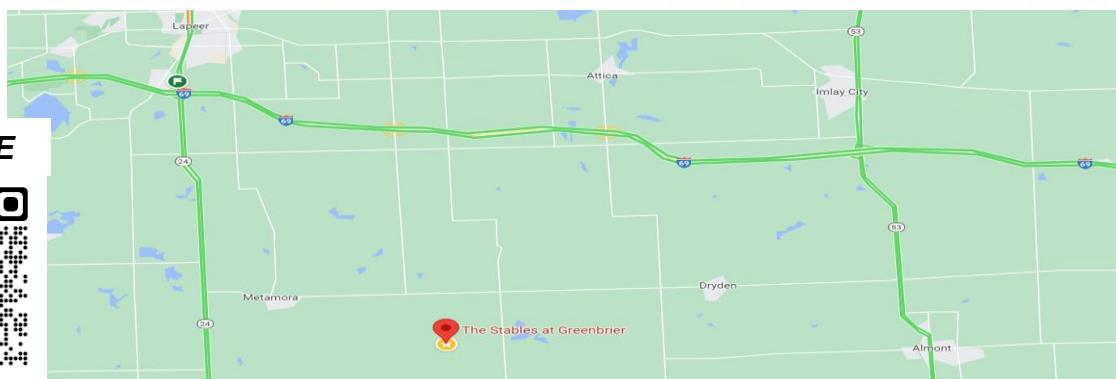 Lapeer
53
Attica
Imlay City
69
69
E
24
69
69
53
Dryden
Metamora
24
The Stables at Greenbrier
Almont